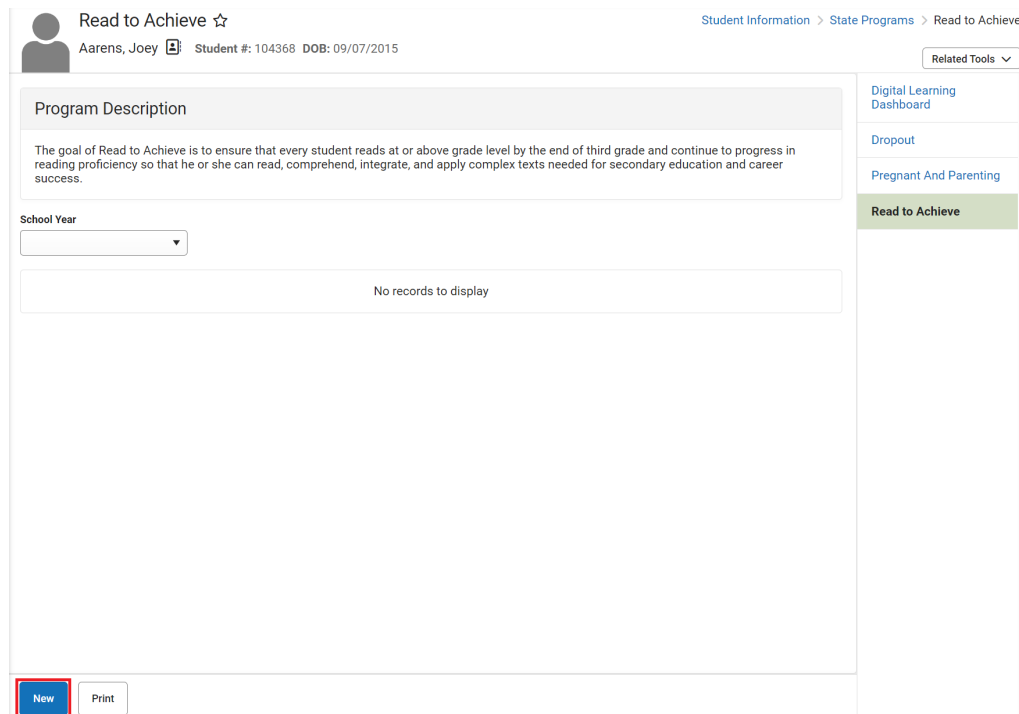 Read to Achieve
Student Information > State Programs > Read to Achieve
Aarens, Joey Student #: 104368 DOB: 09/07/2015
Related Tools
Program Description
The goal of Read to Achieve is to ensure that every student reads at or above grade level by the end of third grade and continue to progress in
reading proficiency so that he or she can read, comprehend, integrate, and apply complex texts needed for secondary education and career
success.
School Year
No records to display
Digital Learning
Dashboard
Dropout
Pregnant And Parenting
Read to Achieve
New
Print